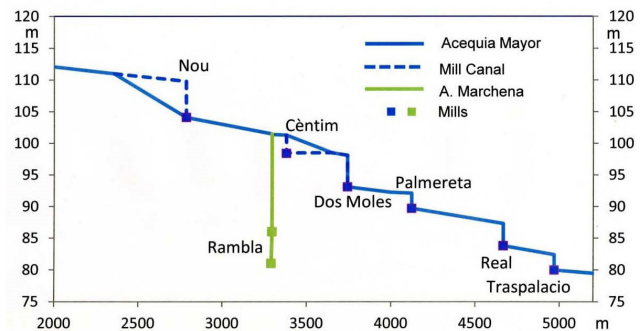 120
m
115
110
105
100
95
90
85
80
75
Nou
Cèntim
Dos Moles
Palmereta
Rambla
Real
Traspalacio
Acequia Mayor
Mill Canal
A. Marchena
Mills
120
m
115
110
105
100
95
90
85
80
75
2000
2500
3000
3500
4000
4500
5000
m